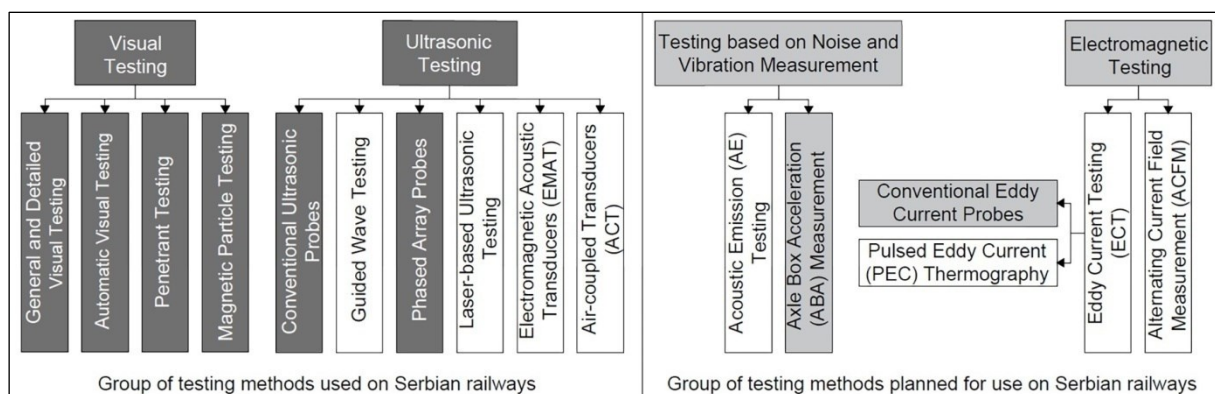 Visual
Testing
General and Detailed
Visual Testing
Automatic Visual Testing
Penetrant Testing
Magnetic Particle Testing
Ultrasonic
Testing
Conventional Ultrasonic
Probes
Guided Wave Testing
Phased Array Probes
Laser-based Ultrasonic
Testing
Electromagnetic Acoustic
Transducers (EMAT)
Air-coupled Transducers
(ACT)
Group of testing methods used on Serbian railways
Testing based on Noise and
Vibration Measurement
Acoustic Emission (AE)
Testing
Axle Box Acceleration
(ABA) Measurement
Electromagnetic
Testing
Conventional Eddy
Current Probes
Pulsed Eddy Current
(PEC) Thermography
Eddy Current Testing
(ECT)
Alternating Current Field
Measurement (ACFM)
Group of testing methods planned for use on Serbian railways